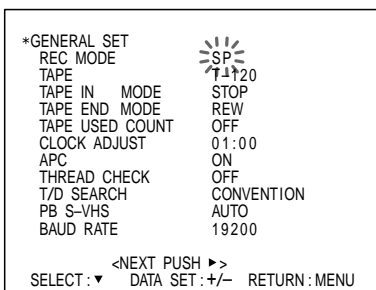 *GENERAL SET
REC MODE SP
TAPE T-120
TAPE IN MODE STOP
TAPE END MODE REW
TAPE USED COUNT OFF
CLOCK ADJUST 01:00
APC ON
THREAD CHECK OFF
T/D SEARCH CONVENTION
PB S–VHS AUTO
BAUD RATE 19200
<NEXT PUSH ►>
SELECT:▼ DATA SET:+/– RETURN:MENU